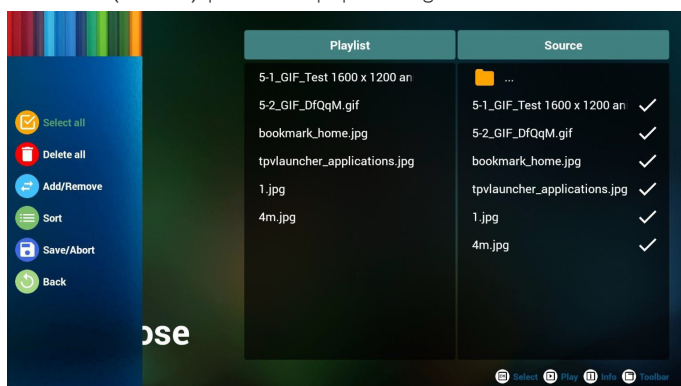 Playlist
Source
5-1_GIF_Test 1600 x 1200 an
5-2_GIF_DfQqM.gif
bookmark_home.jpg
tpvlauncher_applications.jpg
1.jpg
4m.jpg
...
5-1_GIF_Test 1600 x 1200 an
5-2_GIF_DfQqM.gif
bookmark_home.jpg
tpvlauncher_applications.jpg
1.jpg
4m.jpg
Select all
Delete all
Add/Remove
Sort
Save/Abort
Back
ose
Select Play Info Toolbar